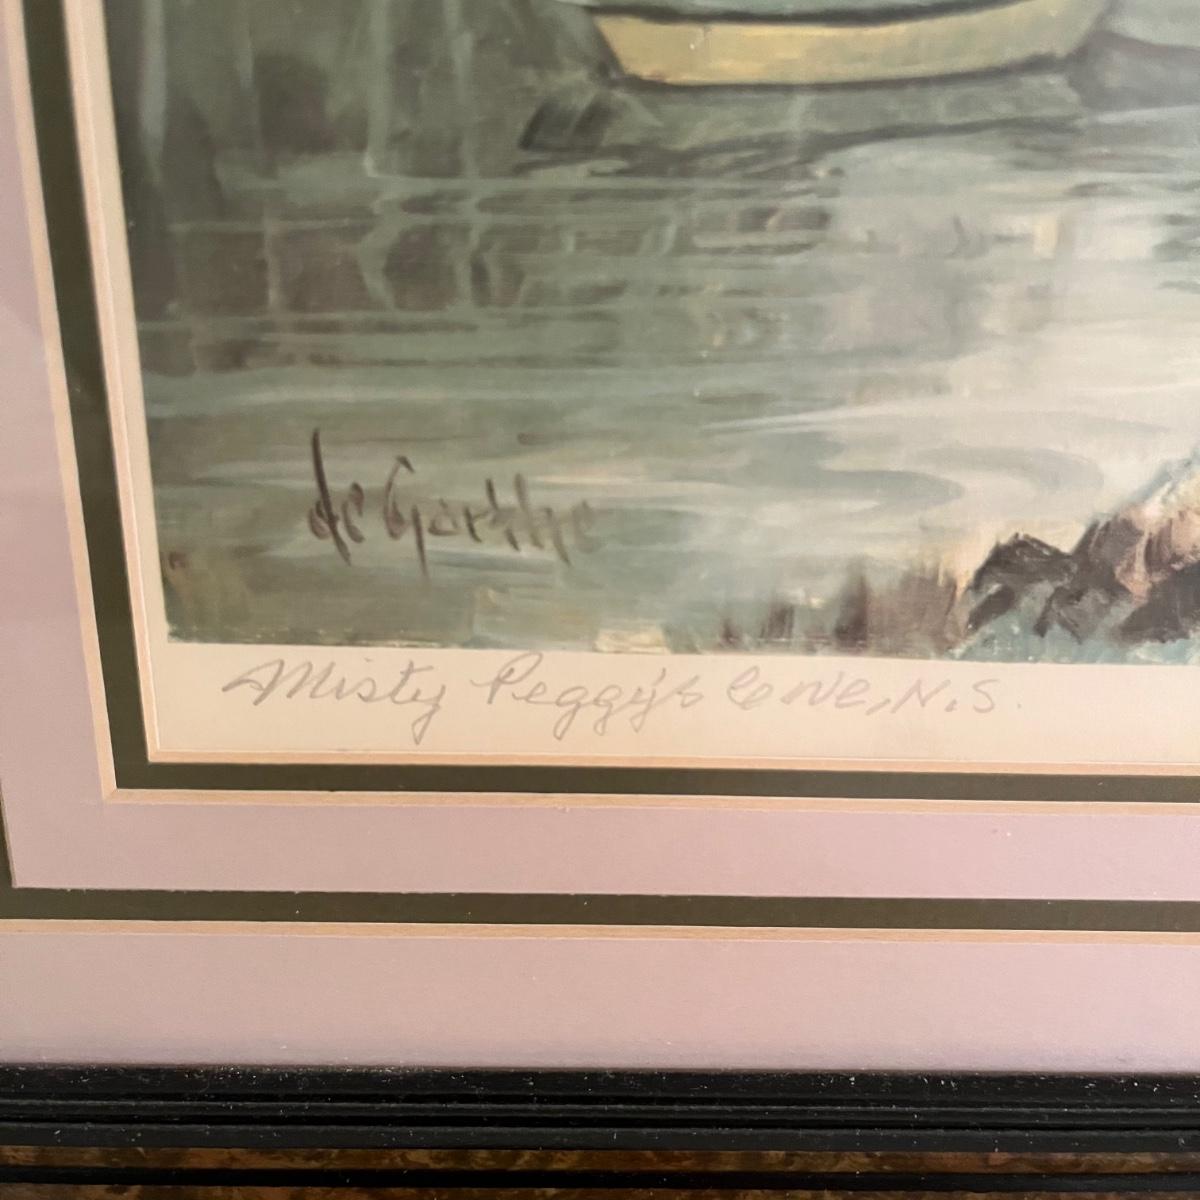 de Garthe
Misty Peggy's Cove, N.S.